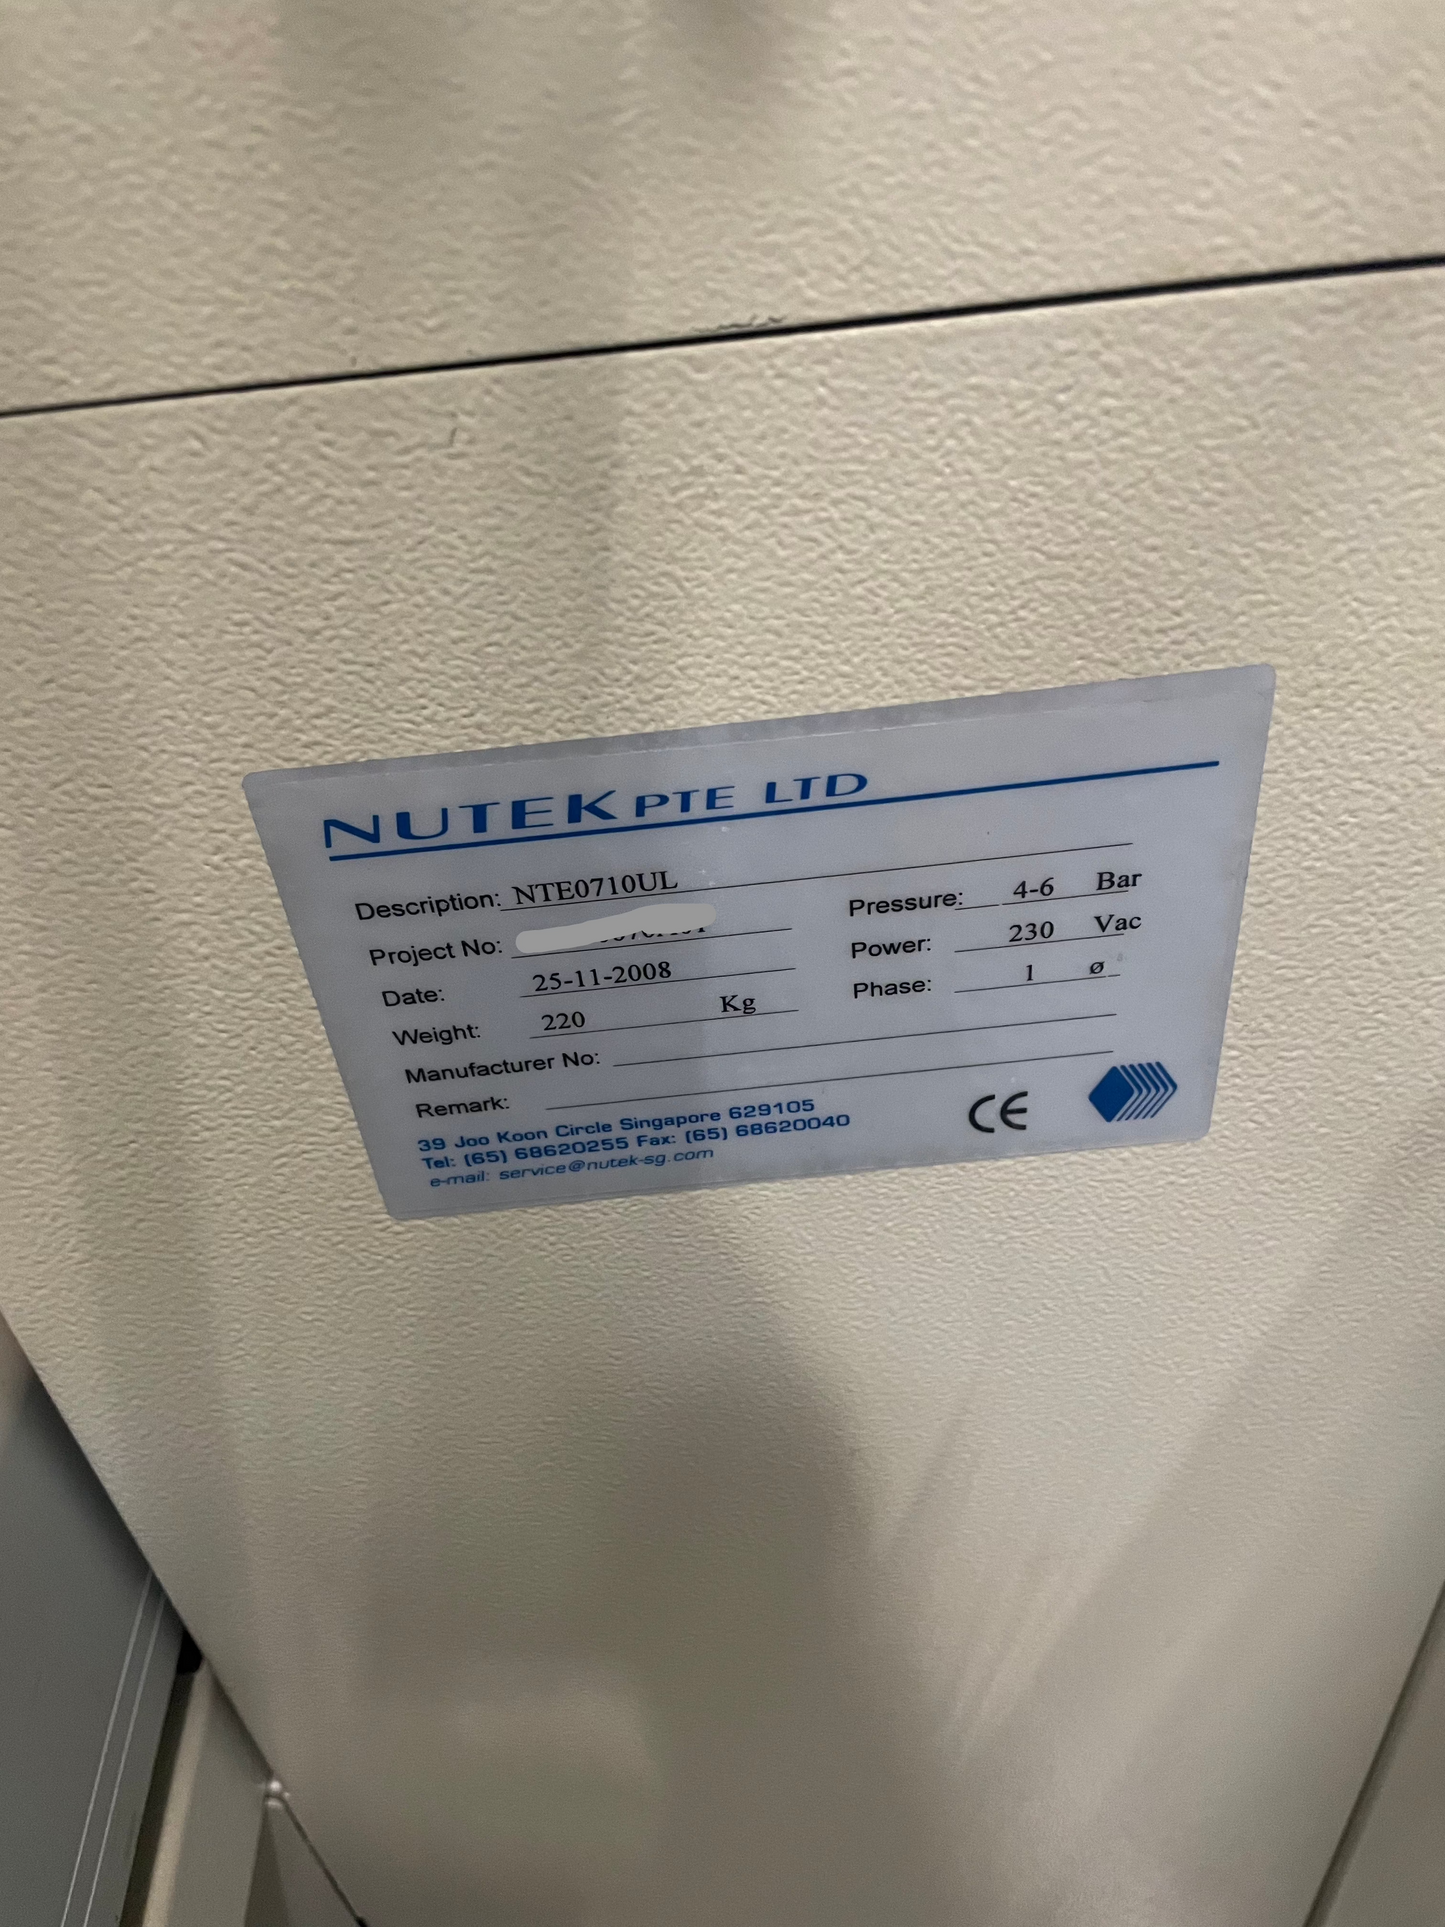 NUTEK PTE LTD
Description: NTE0710UL
Project No:
Date: 25-11-2008
Weight: 220 Kg
Manufacturer No:
Remark:
Pressure: 4-6 Bar
Power: 230 Vac
Phase: 1 ø
39 Joo Koon Circle Singapore 629105
Tel: (65) 68620255 Fax: (65) 68620040
e-mail: service@nutek-sg.com
CE